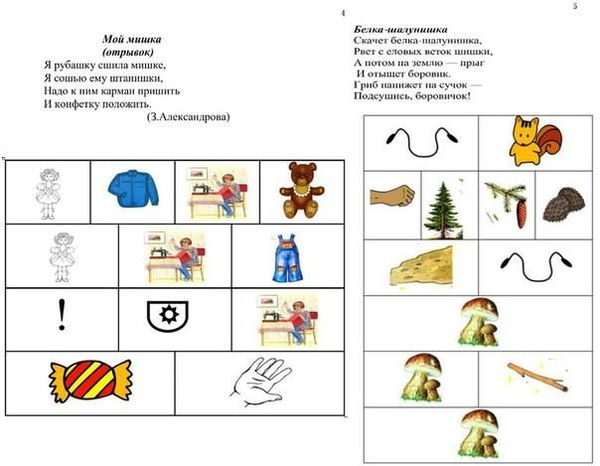 4
Мой мишка
(отрывок)
Я рубашку сшила мишке,
Я сошью ему штанишки,
Надо к ним карман пришить
И конфетку положить.
(З.Александрова)
!
5
Белка-шалунишка
Скачет белка-шалунишка,
Рвет с еловых веток шишки,
А потом на землю — прыг
И отыщет боровик.
Гриб нанижет на сучок —
Подсушись, боровичок!